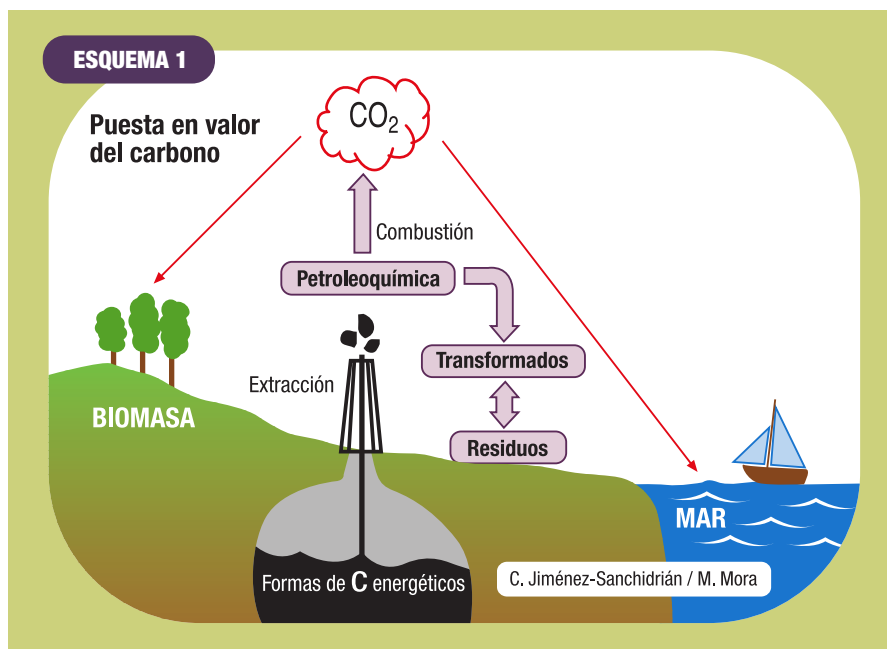 ESQUEMA 1
Puesta en valor
del carbono
CO₂
Combustión
Petroleoquímica
Transformados
Extracción
BIOMASA
Residuos
MAR
Formas de C energéticos
C. Jiménez-Sanchidrián / M. Mora